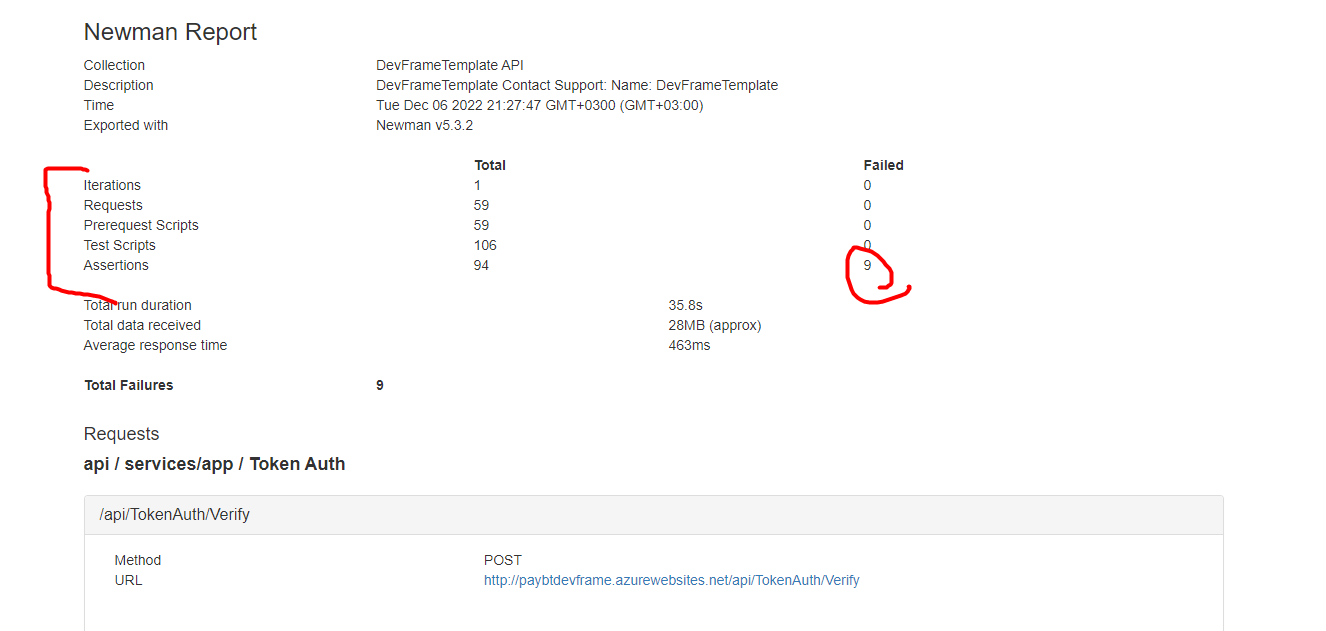 Newman Report
Collection DevFrameTemplate API
Description DevFrameTemplate Contact Support: Name: DevFrameTemplate
Time Tue Dec 06 2022 21:27:47 GMT+0300 (GMT+03:00)
Exported with Newman v5.3.2
Total Failed
Iterations 1 0
Requests 59 0
Prerequest Scripts 59 0
Test Scripts 106 0
Assertions 94 9
Total run duration 35.8s
Total data received 28MB (approx)
Average response time 463ms
Total Failures 9
Requests
api / services/app / Token Auth
/api/TokenAuth/Verify
Method POST
URL http://paybtdevframe.azurewebsites.net/api/TokenAuth/Verify